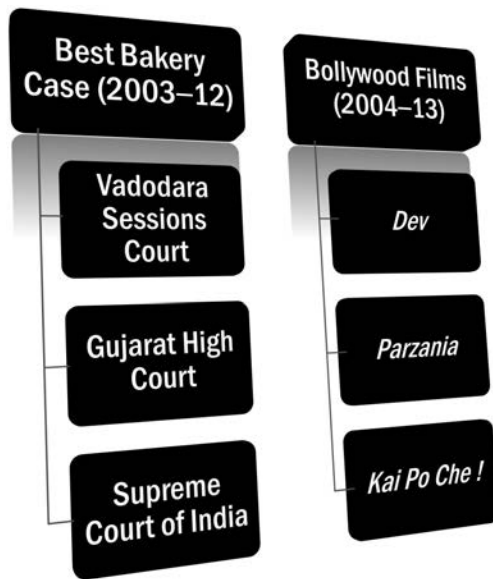 Best Bakery
Case (2003–12)
Vadodara
Sessions
Court
Gujarat High
Court
Supreme
Court of India
Bollywood Films
(2004–13)
Dev
Parzania
Kai Po Che !